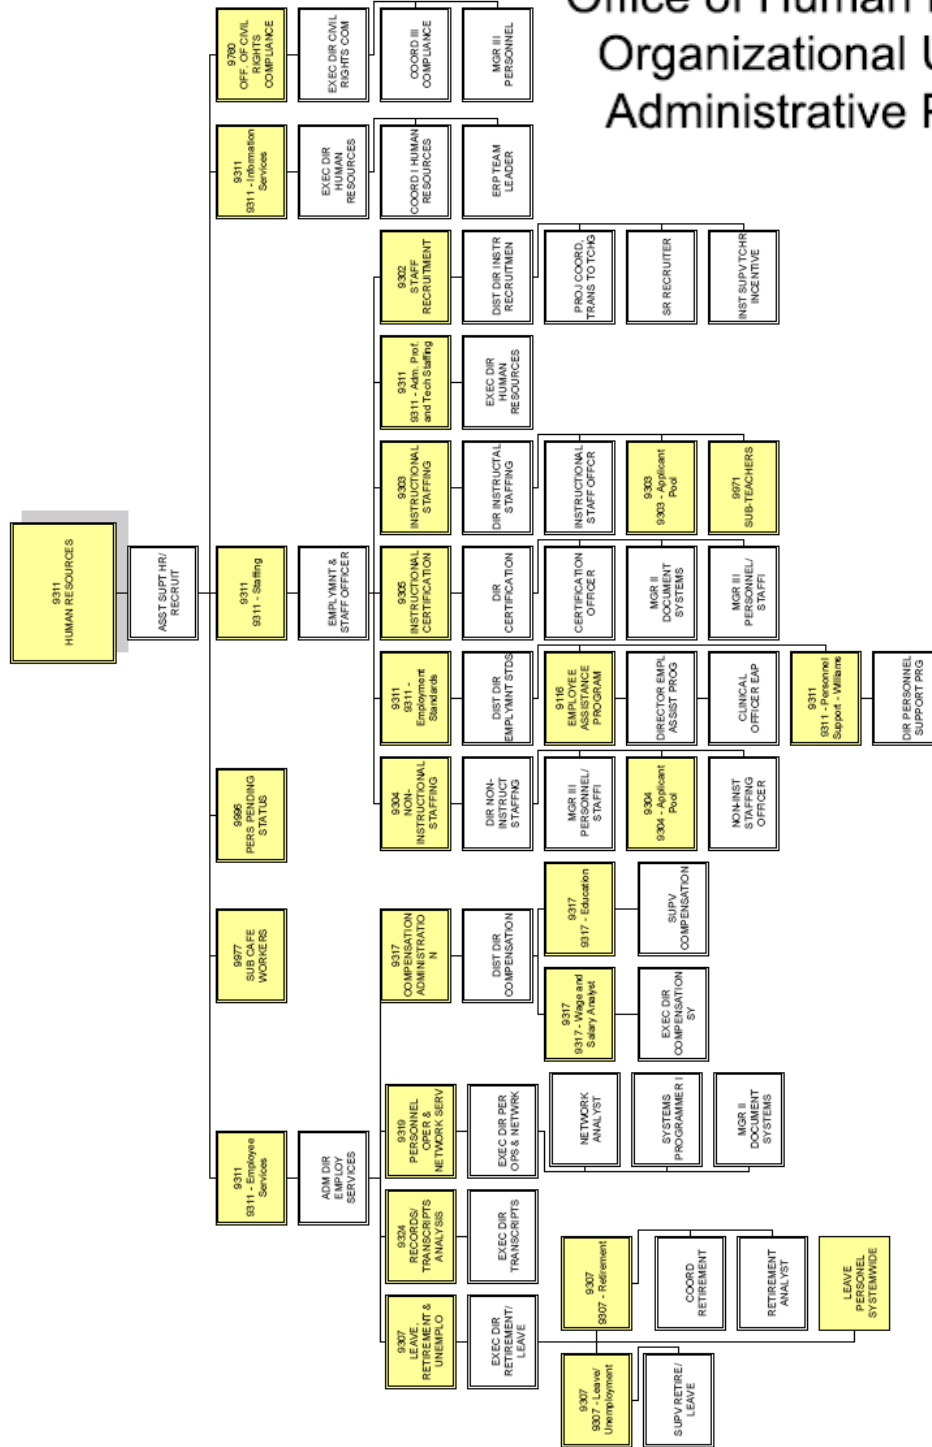 Office of Human
Organizational U
Administrative P
9311
HUMAN RESOURCES
ASST SUPT HR/
RECRUIT
9311
9311 - Employee
Services
ADM DIR
EMPLOY
SERVICES
9307
LEAVE,
RETIREMENT &
UNEMPLO
EXEC DIR
RETIREMENT/
LEAVE
9307
9307 - Leave/
Unemployment
SUPV RETIRE/
LEAVE
9307
9307 - Retirement
COORD
RETIREMENT
RETIREMENT
ANALYST
LEAVE
PERSONEL
SYSTEMWIDE
9324
RECORDS/
TRANSCRIPTS
ANALYSIS
EXEC DIR
TRANSCRIPTS
9319
PERSONNEL
OPER &
NETWORK SERV
EXEC DIR PER
OPS & NETWRK
NETWORK
ANALYST
SYSTEMS
PROGRAMMER I
MGR II
DOCUMENT
SYSTEMS
9317
COMPENSATION
ADMINISTRATIO
N
DIST DIR
COMPENSATION
9317
9317 - Wage and
Salary Analyst
EXEC DIR
COMPENSATION
SY
9317
9317 - Education
SUPV
COMPENSATION
9977
SUB CAFE
WORKERS
9996
PERS PENDING
STATUS
9311
9311 - Staffing
EMPLYMNT &
STAFF OFFICER
9304
NON-
INSTRUCTIONAL
STAFFING
DIR NON-
INSTRUCT
STAFFNG
MGR III
PERSONNEL/
STAFFI
9304
9304 - Applicant
Pool
NON-INST
STAFFING
OFFICER
9311
9311 -
Employment
Standards
DIST DIR
EMPLYMNT STDS
9116
EMPLOYEE
ASSISTANCE
PROGRAM
DIRECTOR EMPL
ASSIST PROG
CLINICAL
OFFICER EAP
9311
9311 - Personnel
Support - Williams
DIR PERSONNEL
SUPPORT PRG
9305
INSTRUCTIONAL
CERTIFICATION
DIR
CERTIFICATION
CERTIFICATION
OFFICER
MGR II
DOCUMENT
SYSTEMS
MGR III
PERSONNEL/
STAFFI
9303
INSTRUCTIONAL
STAFFING
DIR INSTRUCTAL
STAFFING
INSTRUCTIONAL
STAFF OFFCR
9303
9303 - Applicant
Pool
9971
SUB-TEACHERS
9311
9311 - Adm. Prof.
and Tech Staffing
EXEC DIR
HUMAN
RESOURCES
9302
STAFF
RECRUITMENT
DIST DIR INSTR
RECRUITMEN
PROJ COORD,
TRANS TO TCHG
SR RECRUITER
INST SUPV TCHR
INCENTIVE
9311
9311 - Information
Services
EXEC DIR
HUMAN
RESOURCES
COORD I HUMAN
RESOURCES
ERP TEAM
LEADER
9760
OFF. OF CIVIL
RIGHTS
COMPLIANCE
EXEC DIR CIVIL
RIGHTS COM
COORD III
COMPLIANCE
MGR III
PERSONNEL